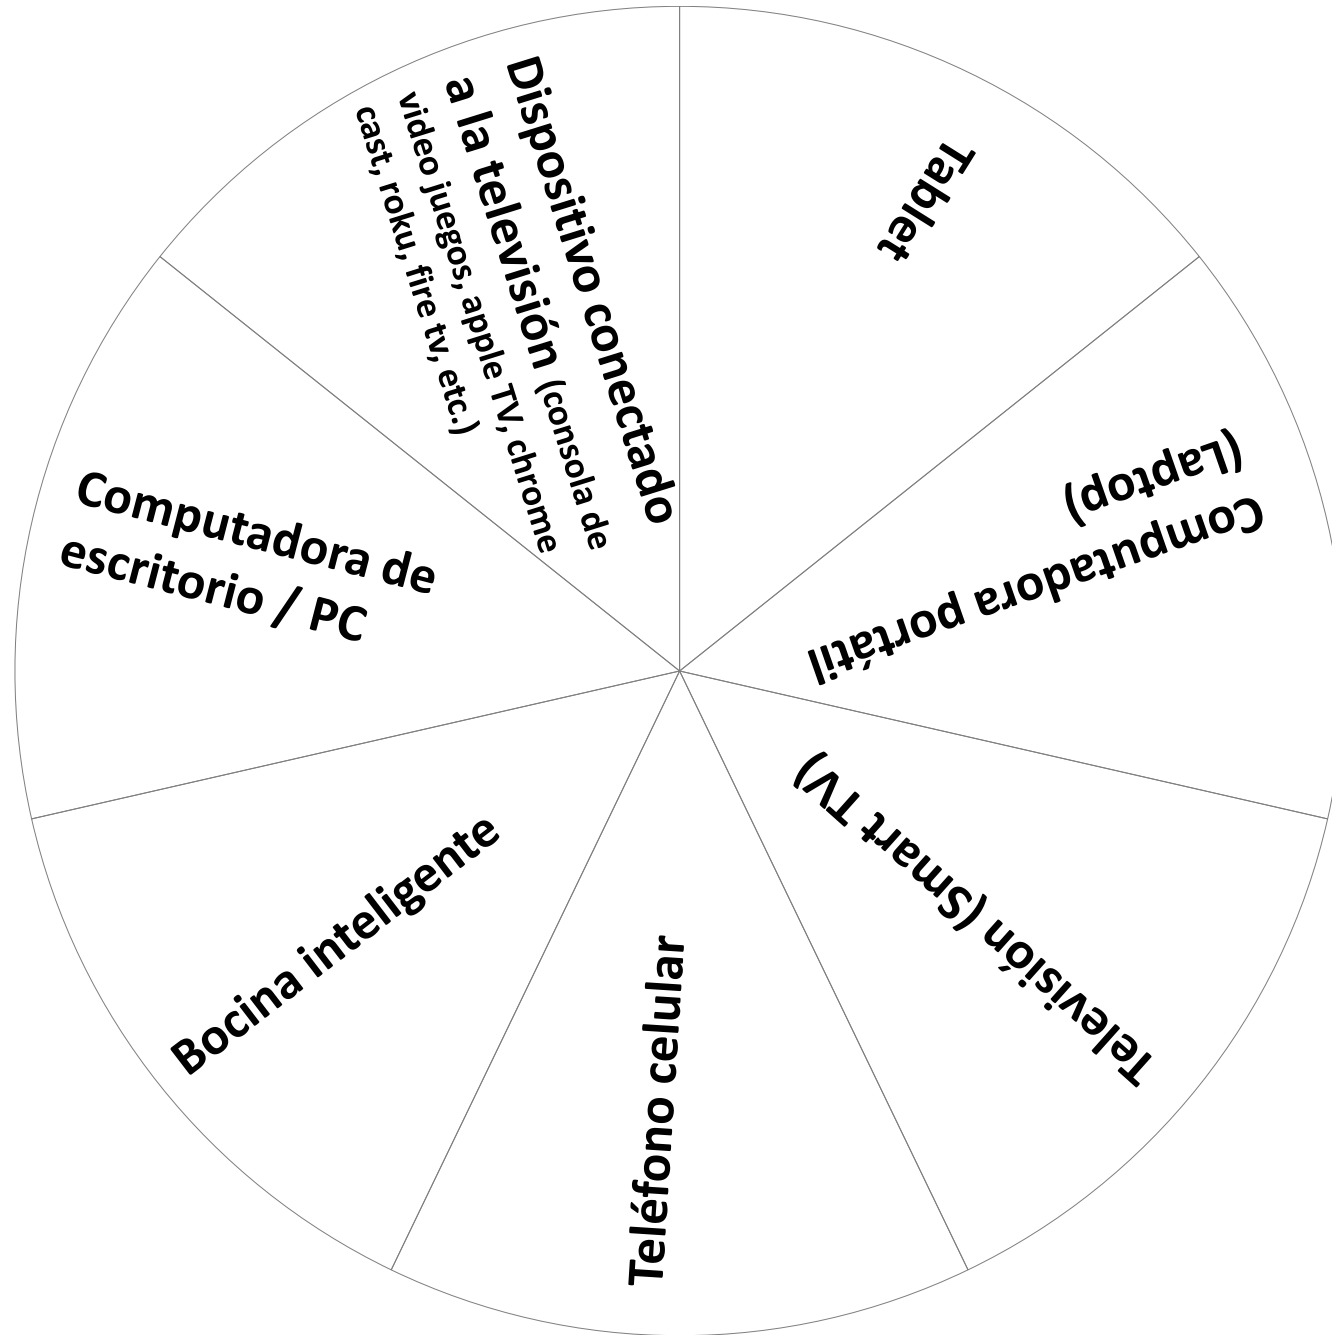 Tablet
Computadora portátil
(Laptop)
Televisión (Smart TV)
Teléfono celular
Bocina inteligente
Computadora de
escritorio / PC
Dispositivo conectado
a la televisión (consola de
video juegos, apple TV, chrome
cast, roku, fire tv, etc.)